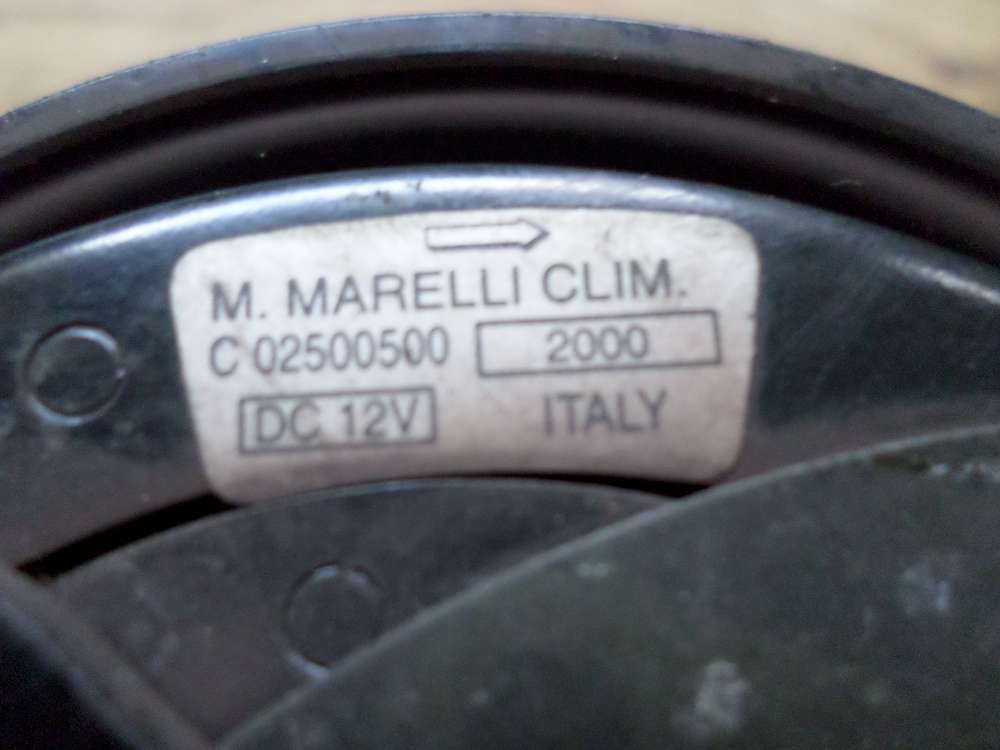 M. MARELLI CLIM.
C 02500500 2000
DC 12V ITALY